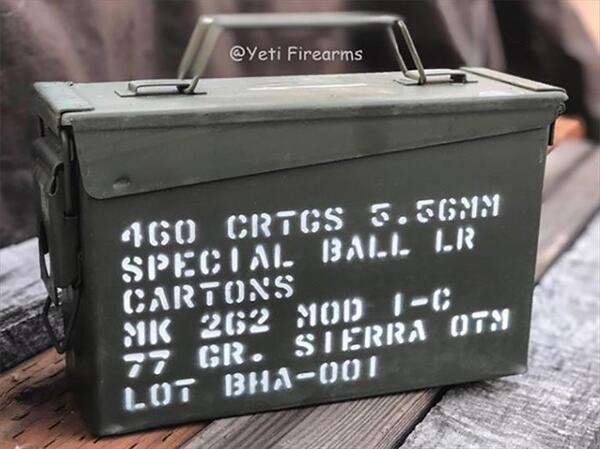 @Yeti Firearms
460 CRTGS 5.56MM
SPECIAL BALL LR
CARTONS
MK 262 MOD 1-C
77 GR. SIERRA OTM
LOT BHA-001